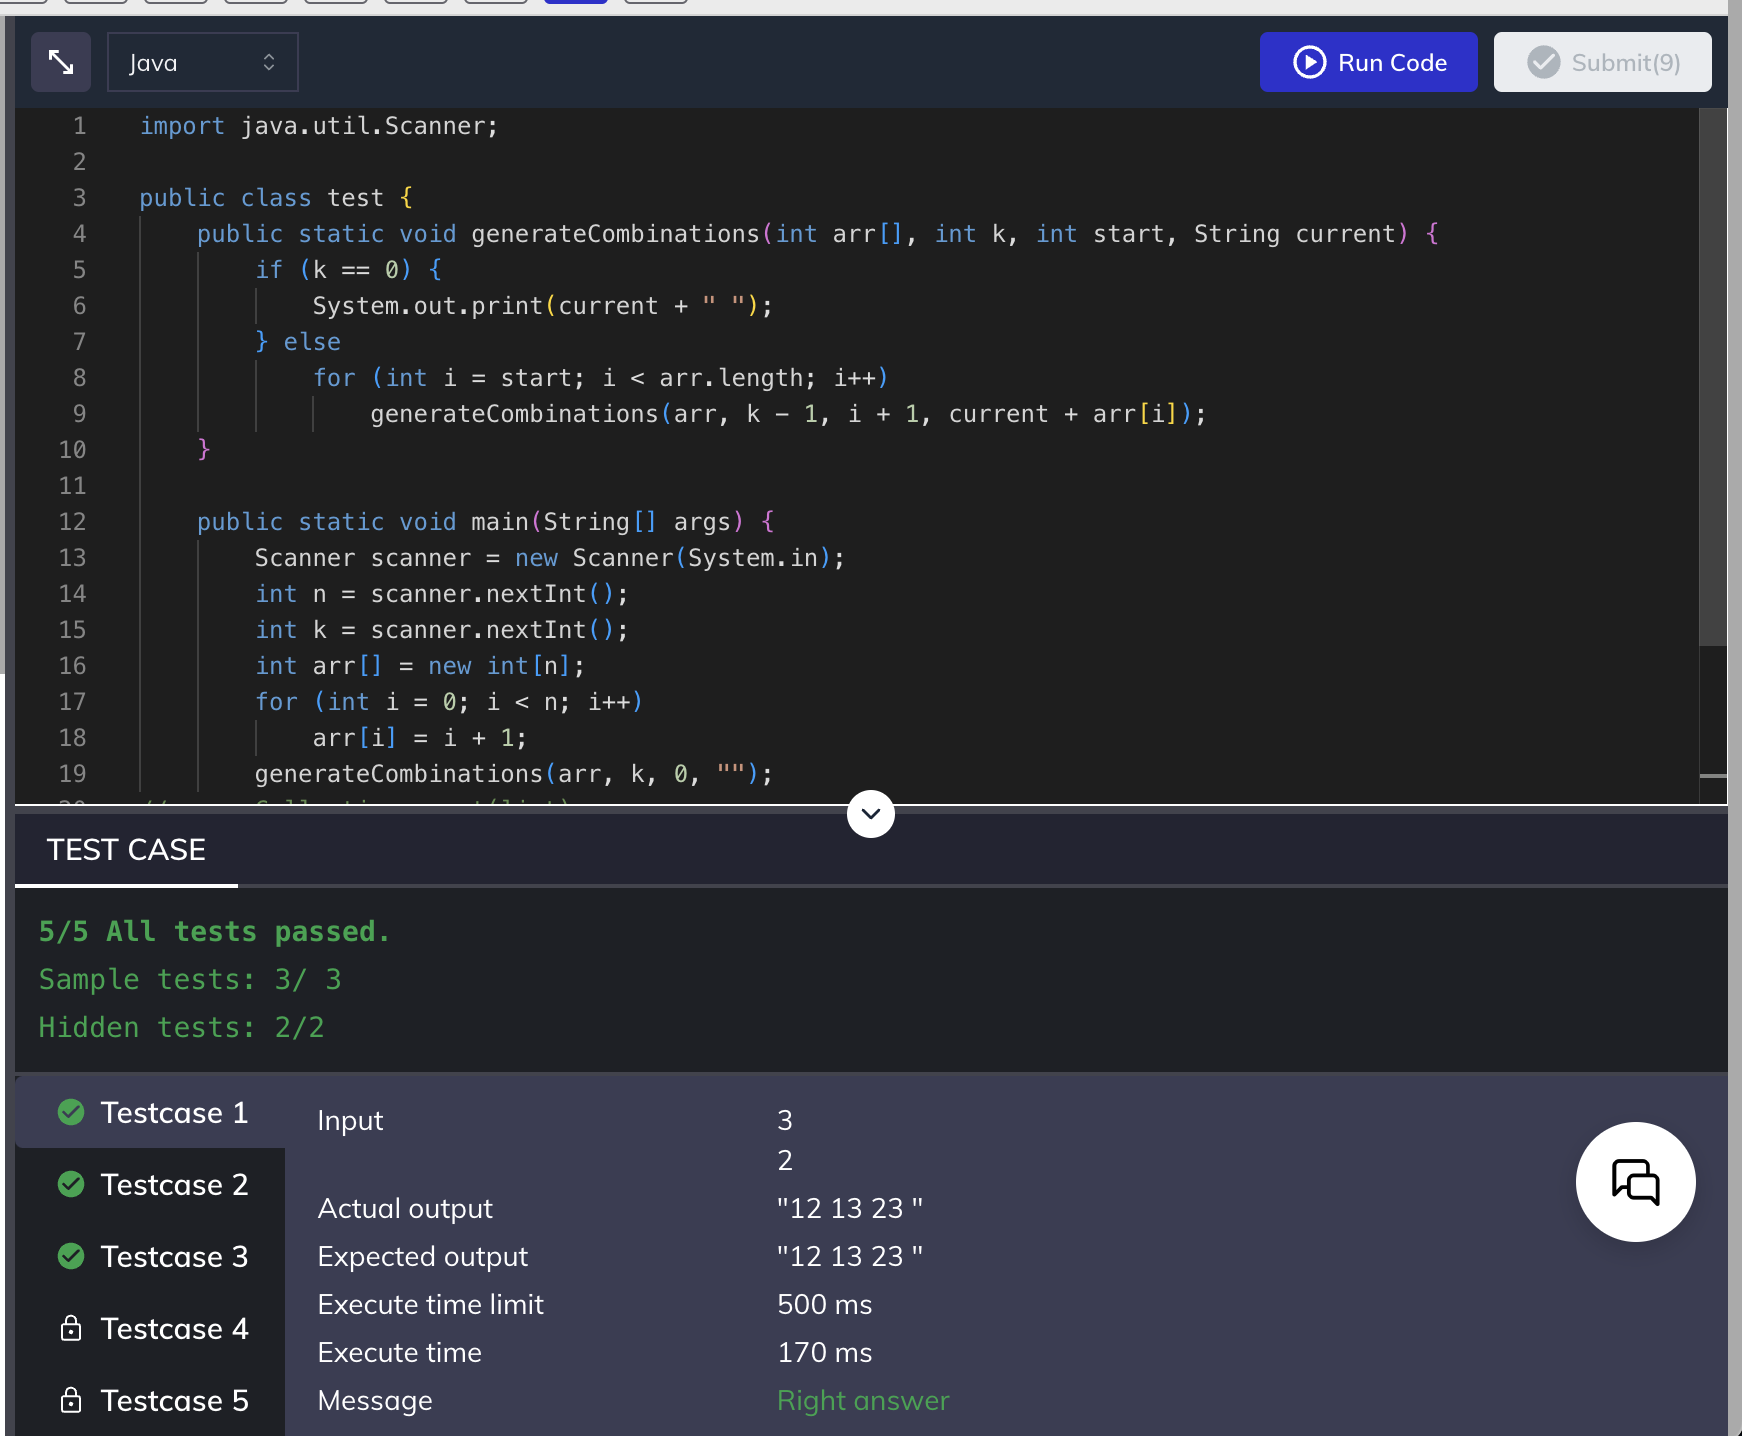 Java
Run Code
Submit(9)
1 import java.util.Scanner;
2
3 public class test {
4 public static void generateCombinations(int arr[], int k, int start, String current) {
5 if (k == 0) {
6 System.out.print(current + " ");
7 } else
8 for (int i = start; i < arr.length; i++)
9 generateCombinations(arr, k - 1, i + 1, current + arr[i]);
10 }
11
12 public static void main(String[] args) {
13 Scanner scanner = new Scanner(System.in);
14 int n = scanner.nextInt();
15 int k = scanner.nextInt();
16 int arr[] = new int[n];
17 for (int i = 0; i < n; i++)
18 arr[i] = i + 1;
19 generateCombinations(arr, k, 0, "");
TEST CASE
5/5 All tests passed.
Sample tests: 3/ 3
Hidden tests: 2/2
Testcase 1
Testcase 2
Testcase 3
Testcase 4
Testcase 5
Input 3
2
Actual output "12 13 23 "
Expected output "12 13 23 "
Execute time limit 500 ms
Execute time 170 ms
Message Right answer